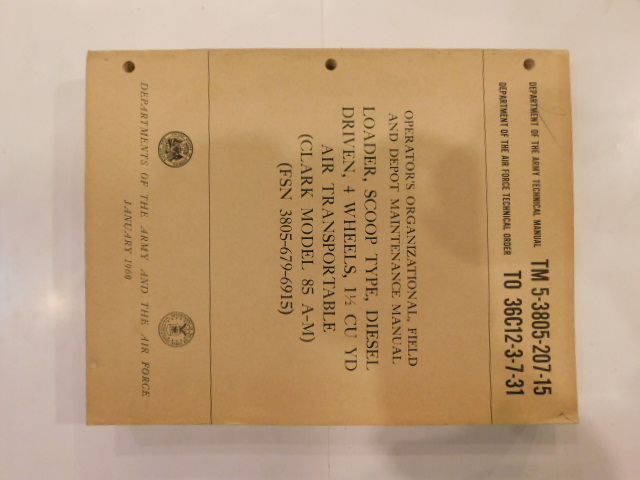 DEPARTMENT OF THE ARMY TECHNICAL MANUAL TM 5-3805-207-15
DEPARTMENT OF THE AIR FORCE TECHNICAL ORDER TO 36C12-3-7-31
OPERATOR'S ORGANIZATIONAL, FIELD
AND DEPOT MAINTENANCE MANUAL
LOADER, SCOOP TYPE, DIESEL
DRIVEN, 4 WHEELS, 1½ CU YD
AIR TRANSPORTABLE
(CLARK MODEL 85 A-M)
(FSN 3805-679-6915)
DEPARTMENTS OF THE ARMY AND THE AIR FORCE
JANUARY 1960